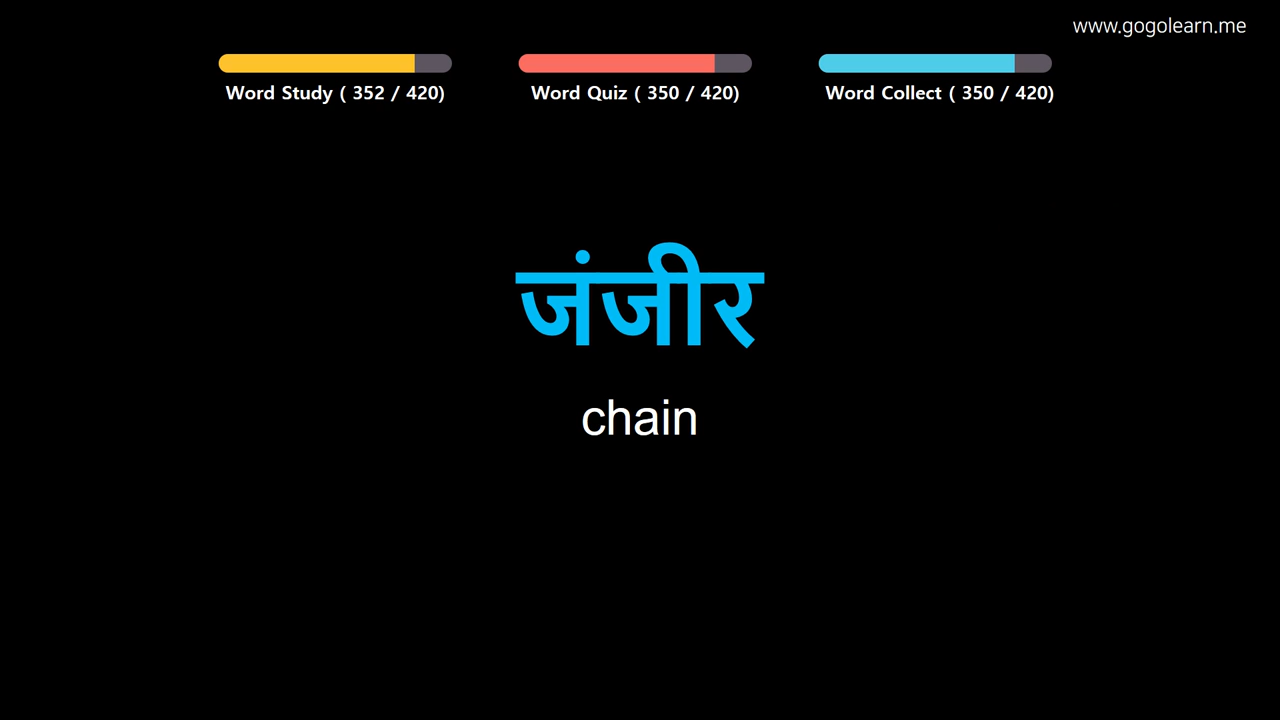 www.gogolearn.me
Word Study ( 352 / 420)
Word Quiz ( 350 / 420)
Word Collect ( 350 / 420)
जंजीर
chain